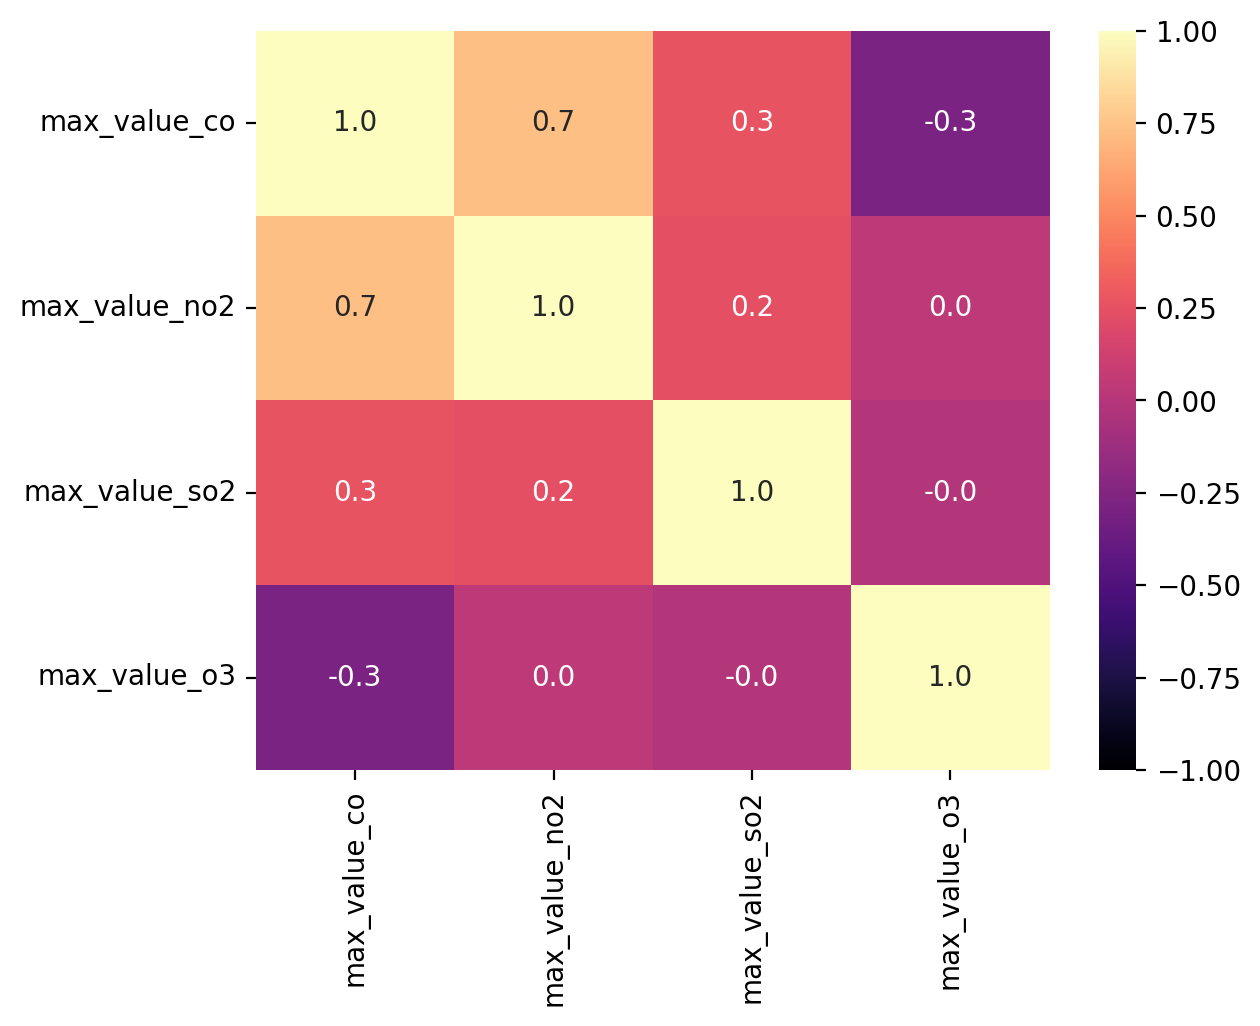 max_value_co 1.0 0.7 0.3 -0.3
max_value_no2 0.7 1.0 0.2 0.0
max_value_so2 0.3 0.2 1.0 -0.0
max_value_o3 -0.3 0.0 -0.0 1.0
max_value_co
max_value_no2
max_value_so2
max_value_o3
1.00
0.75
0.50
0.25
0.00
−0.25
−0.50
−0.75
−1.00